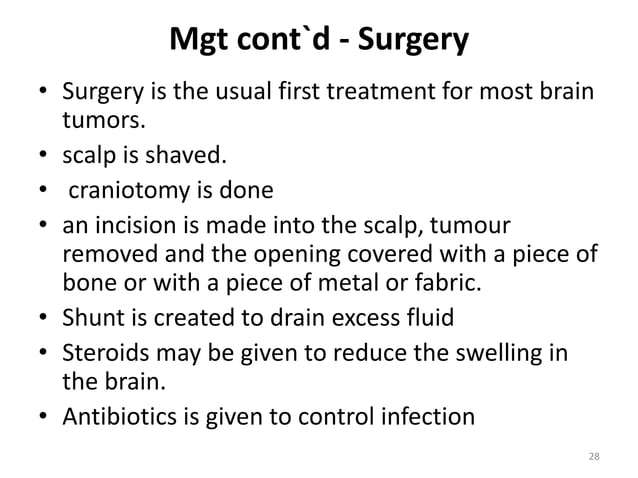 Mgt cont`d - Surgery
• Surgery is the usual first treatment for most brain
tumors.
• scalp is shaved.
• craniotomy is done
• an incision is made into the scalp, tumour
removed and the opening covered with a piece of
bone or with a piece of metal or fabric.
• Shunt is created to drain excess fluid
• Steroids may be given to reduce the swelling in
the brain.
• Antibiotics is given to control infection
28